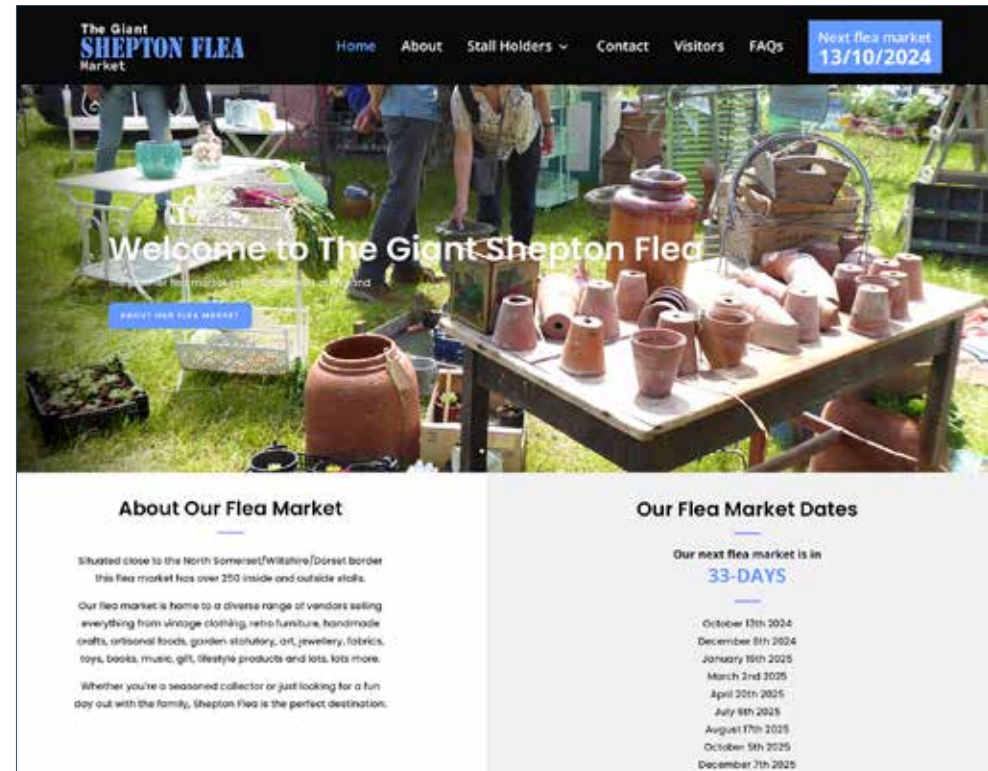 The Giant
SHEPTON FLEA
Market
Home About Stall Holders Contact Visitors FAQs
Next flea market
13/10/2024
Welcome to The Giant Shepton Flea
flea market
ABOUT OUR FLEA MARKET
About Our Flea Market
Situated close to the North Somerset/Wiltshire/Dorset border
this flea market has over 250 inside and outside stalls.
Our flea market is home to a diverse range of vendors selling
everything from vintage clothing, retro furniture, handmade
crafts, artisanal foods, garden statutory, art, jewellery, fabrics,
toys, books, music, gift, lifestyle products and lots, lots more.
Whether you're a seasoned collector or just looking for a fun
day out with the family, Shepton Flea is the perfect destination.
Our Flea Market Dates
Our next flea market is in
33-DAYS
October 13th 2024
December 8th 2024
January 2025
March 2nd 2025
April 20th 2025
July 6th 2025
August 17th 2025
October 5th 2025
December 7th 2025